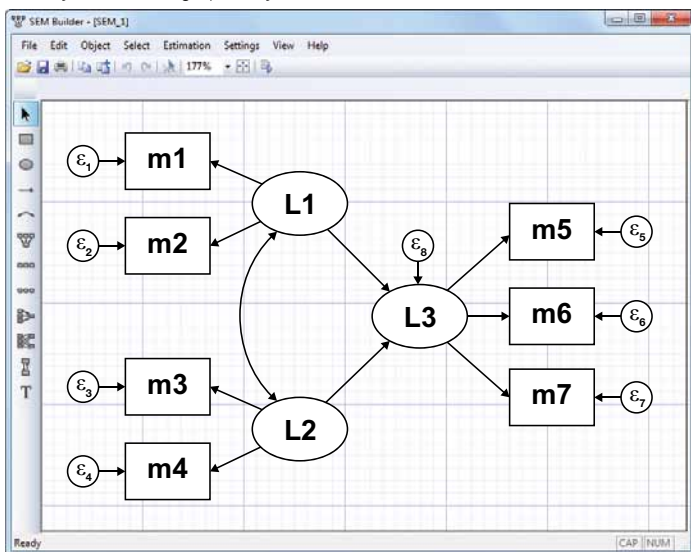 SEM Builder - [SEM_1]
File Edit Object Select Estimation Settings View Help
177%
ε1 m1
ε2 m2
L1
ε8
m5 ε5
L3
m6 ε6
m7 ε7
ε3 m3
L2
ε4 m4
T
Ready
CAP NUM